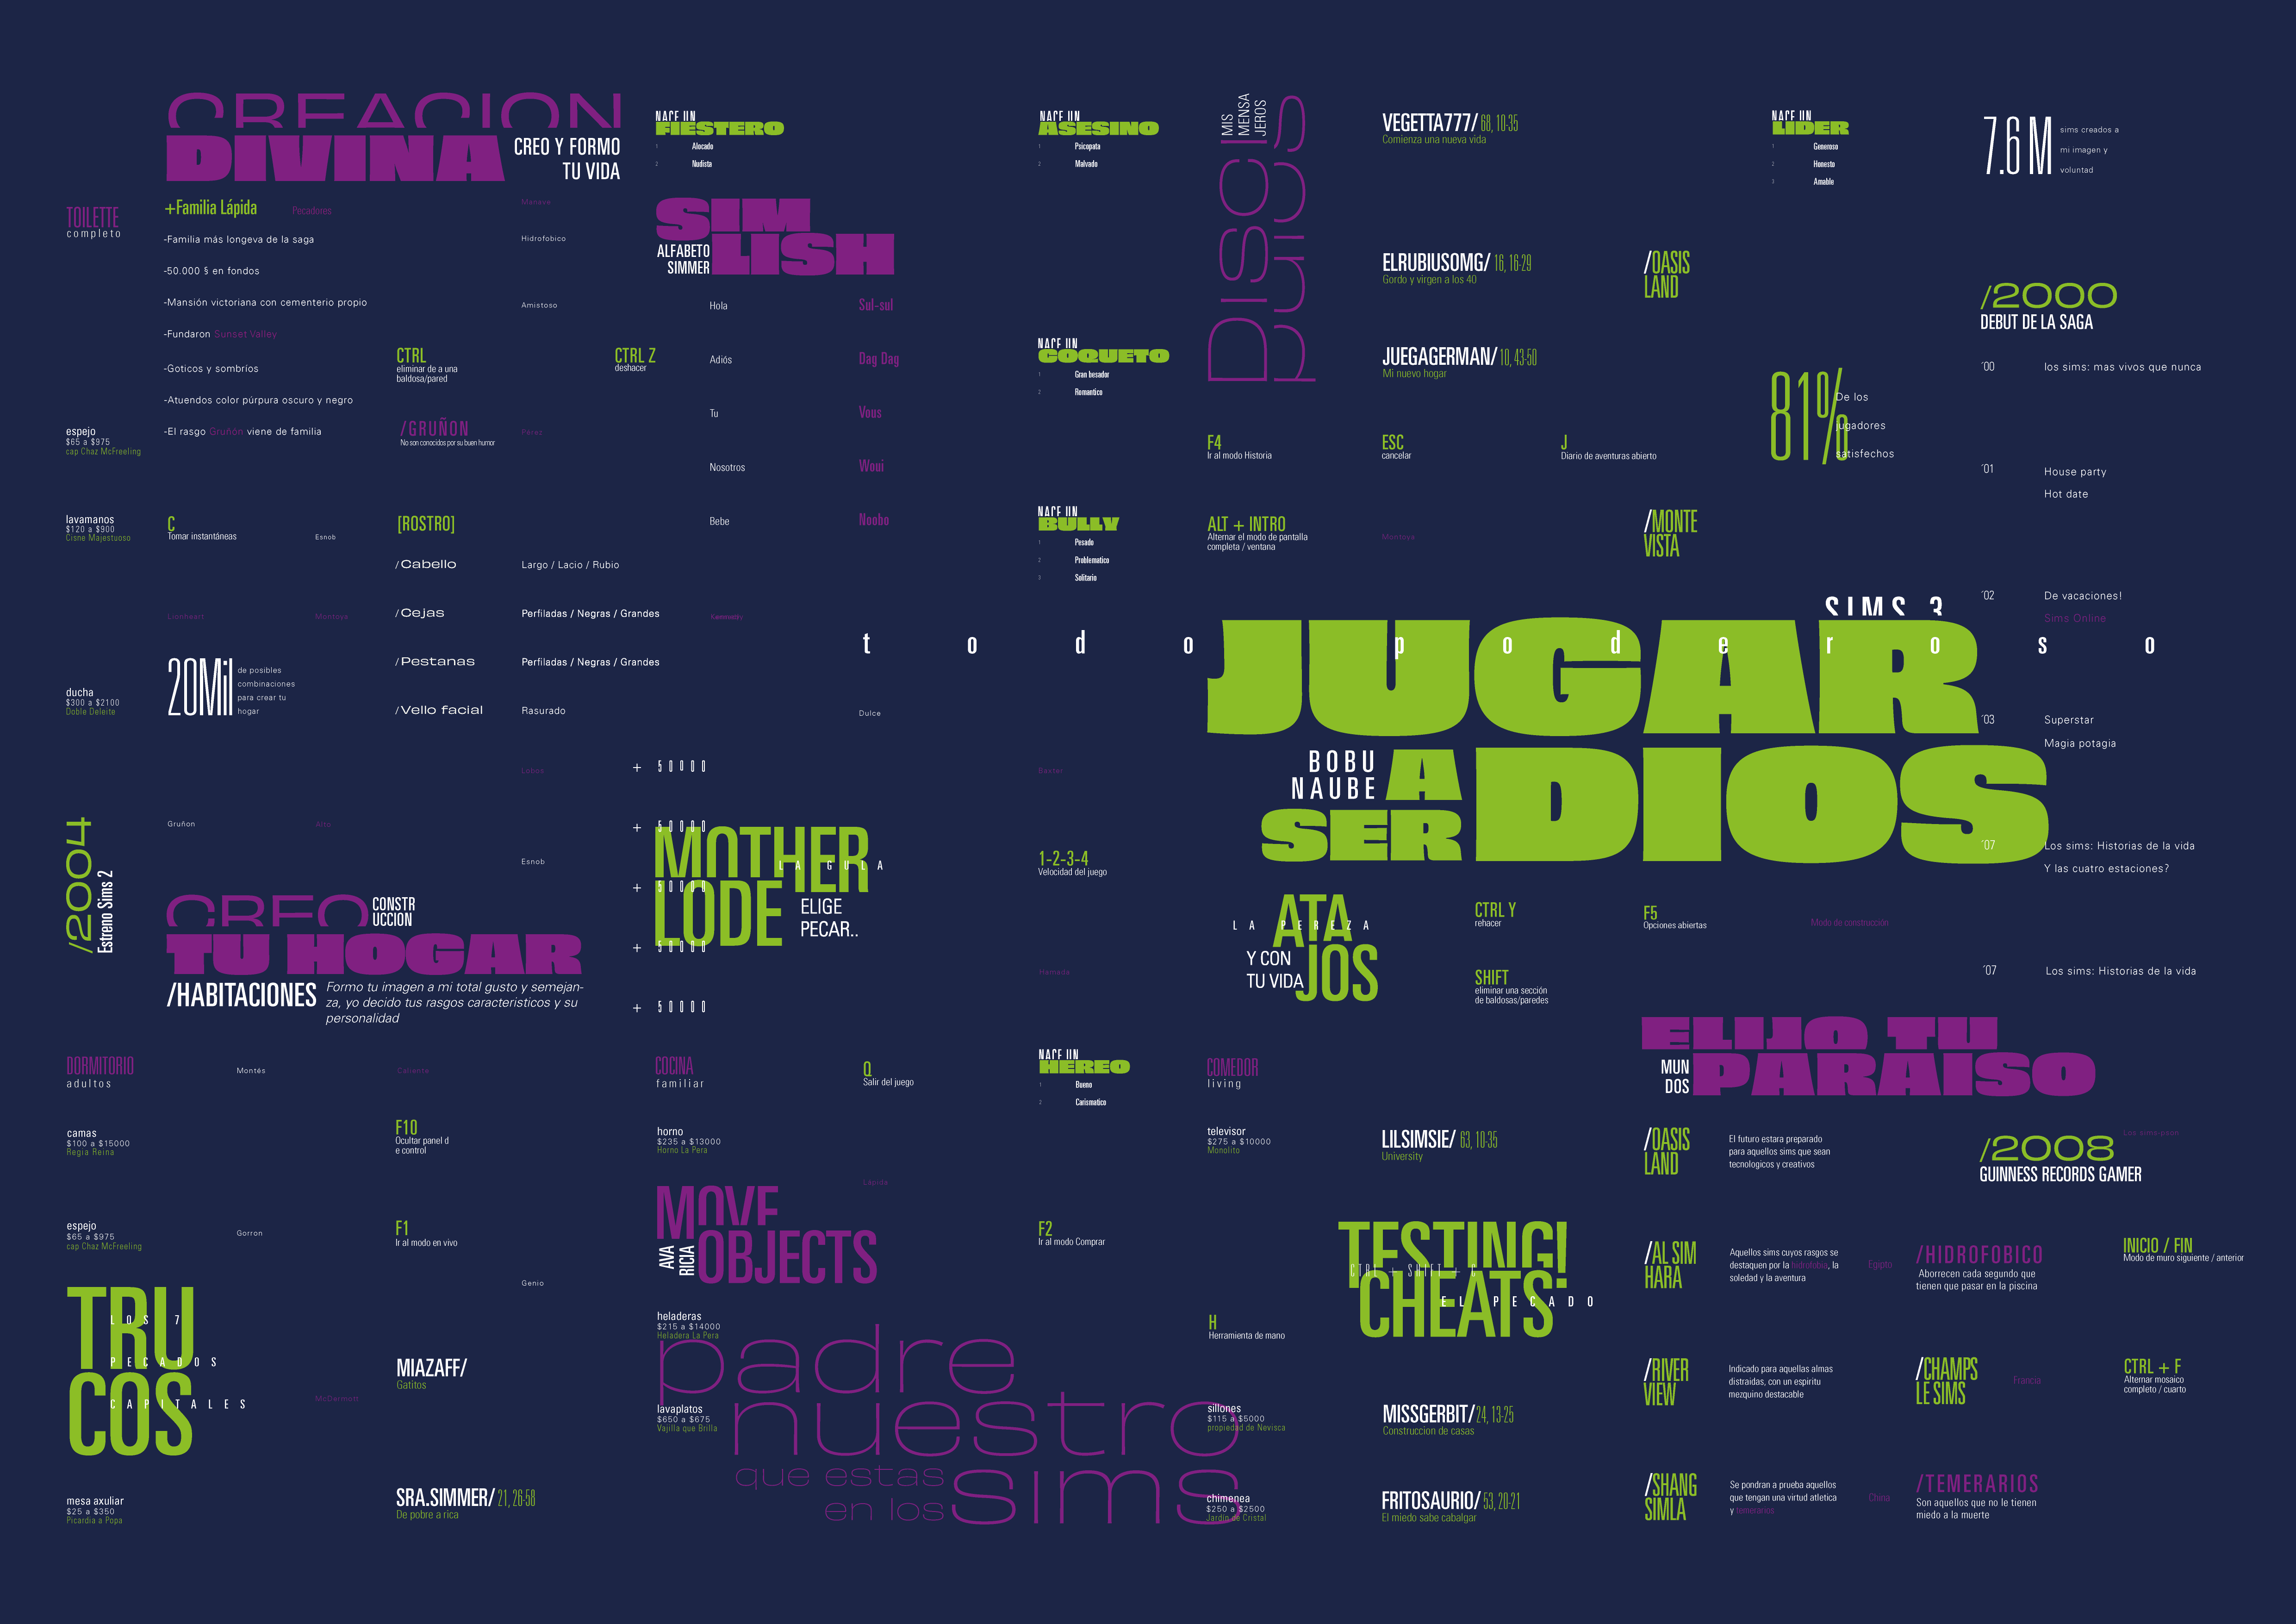 CREACION
DIVINA
CREO Y FORMO
TU VIDA
TOILETTE
completo
+Familia Lápida
Pecadores
-Familia más longeva de la saga
-50.000 § en fondos
-Mansión victoriana con cementerio propio
-Fundaron Sunset Valley
-Goticos y sombríos
-Atuendos color púrpura oscuro y negro
-El rasgo Gruñón viene de familia
Hidrofobico
Amistoso
CTRL
eliminar de a una
baldosa/pared
CTRL Z
deshacer
/GRUÑON
No son conocidos por su buen humor
Pérez
espejo
$65 a $975
cap Chaz McFreeling
lavamanos
$120 a $900
Cisne Majestuoso
C
Tomar instantáneas
Esnob
[ROSTRO]
/Cabello
Largo / Lacio / Rubio
/Cejas
Perfiladas / Negras / Grandes
/Pestanas
Perfiladas / Negras / Grandes
/Vello facial
Rasurado
Lionheart
Montoya
20Mil
de posibles
combinaciones
para crear tu
hogar
ducha
$300 a $2100
Doble Deleite
NACE UN
FIESTERO
1 Alocado
2 Nudista
SIM
LISH
ALFABETO
SIMMER
Hola
Sul-sul
Adiós
Dag Dag
Tu
Vous
Nosotros
Woui
Bebe
Noobo
NACE UN
ASESINO
1 Psicopata
2 Malvado
NACE UN
COQUETO
1 Gran besador
2 Romantico
NACE UN
BULLY
1 Pesado
2 Problematico
3 Solitario
MIS
MENSA
JEROS
Discipulos
VEGETTA777/ 68, 10-35
Comienza una nueva vida
ELRUBIUSOMG/ 16, 16-29
Gordo y virgen a los 40
JUEGAGERMAN/ 10, 43-50
Mi nuevo hogar
F4
Ir al modo Historia
ESC
cancelar
J
Diario de aventuras abierto
ALT + INTRO
Alternar el modo de pantalla
completa / ventana
Montoya
/OASIS
LAND
/MONTE
VISTA
NACE UN
LIDER
1 Generoso
2 Honesto
3 Amable
81%
De los
jugadores
satisfechos
7.6 M
sims creados a
mi imagen y
voluntad
/2000
DEBUT DE LA SAGA
´00
los sims: mas vivos que nunca
´01
House party
Hot date
´02
De vacaciones!
Sims Online
´03
Superstar
Magia potagia
´07
Los sims: Historias de la vida
Y las cuatro estaciones?
´07
Los sims: Historias de la vida
SIMS 3
todo poderoso
JUGAR
BOBU
NAUBE
A
SER
DIOS
Dulce
Lobos
Baster
Gruñon
Arto
Esnob
/2004
Estreno Sims 2
CREO
CONSTR
UCCION
TU HOGAR
/HABITACIONES
Formo tu imagen a mi total gusto y semejan-
za, yo decido tus rasgos caracteristicos y su
personalidad
+ 50000
+ 50000
+ 50000
+ 50000
+ 50000
MOTHER
LODE
LA GULA
ELIGE
PECAR..
1-2-3-4
Velocidad del juego
Hamada
LA PEREZA
ATA
JOS
Y CON
TU VIDA
CTRL Y
rehacer
SHIFT
eliminar una sección
de baldosas/paredes
F5
Opciones abiertas
Modo de construcción
ELIJO TU
MUN
DOS
PARAISO
DORMITORIO
adultos
Montés
Caliente
camas
$100 a $15000
Regia Reina
F10
Ocultar panel d
e control
espejo
$65 a $975
cap Chaz McFreeling
Gorron
F1
Ir al modo en vivo
Genio
TRU
COS
LOS 7
PECADOS
CAPITALES
McDermott
MIAZAFF/
Gatitos
mesa axuliar
$25 a $350
Picardia a Popa
SRA.SIMMER/ 21, 26-58
De pobre a rica
COCINA
familiar
Q
Salir del juego
NACE UN
HEREO
1 Bueno
2 Carismatico
horno
$235 a $13000
Horno La Pera
Lápida
MOVE
OBJECTS
AVA
RICIA
F2
Ir al modo Comprar
heladeras
$215 a $14000
Heladera La Pera
lavaplatos
$650 a $675
Vajilla que Brilla
padre
nuestro
que estas
en los
sims
COMEDOR
living
televisor
$275 a $10000
Monolito
LILSIMSIE/ 63, 10-35
University
TESTING!
CHEATS!
CTRL + SHIFT + C
EL PECADO
H
Herramienta de mano
sillones
$115 a $5000
propiedad de Nevisca
MISSGERBIT/ 24, 13-25
Construccion de casas
chimenea
$250 a $2500
Jardín de Cristal
FRITOSAURIO/ 53, 20-21
El miedo sabe cabalgar
/OASIS
LAND
El futuro estara preparado
para aquellos sims que sean
tecnologicos y creativos
/2008
GUINNESS RECORDS GAMER
/AL SIM
HARA
Aquellos sims cuyos rasgos se
destaquen por la hidrofobia, la
soledad y la aventura
Egipto
/HIDROFOBICO
Aborrecen cada segundo que
tienen que pasar en la piscina
INICIO / FIN
Modo de muro siguiente / anterior
/RIVER
VIEW
Indicado para aquellas almas
distraidas, con un espiritu
mezquino destacable
/CHAMPS
LE SIMS
Francia
CTRL + F
Alternar mosaico
completo / cuarto
/SHANG
SIMLA
Se pondran a prueba aquellos
que tengan una virtud atletica
y temerarios
China
/TEMERARIOS
Son aquellos que no le tienen
miedo a la muerte